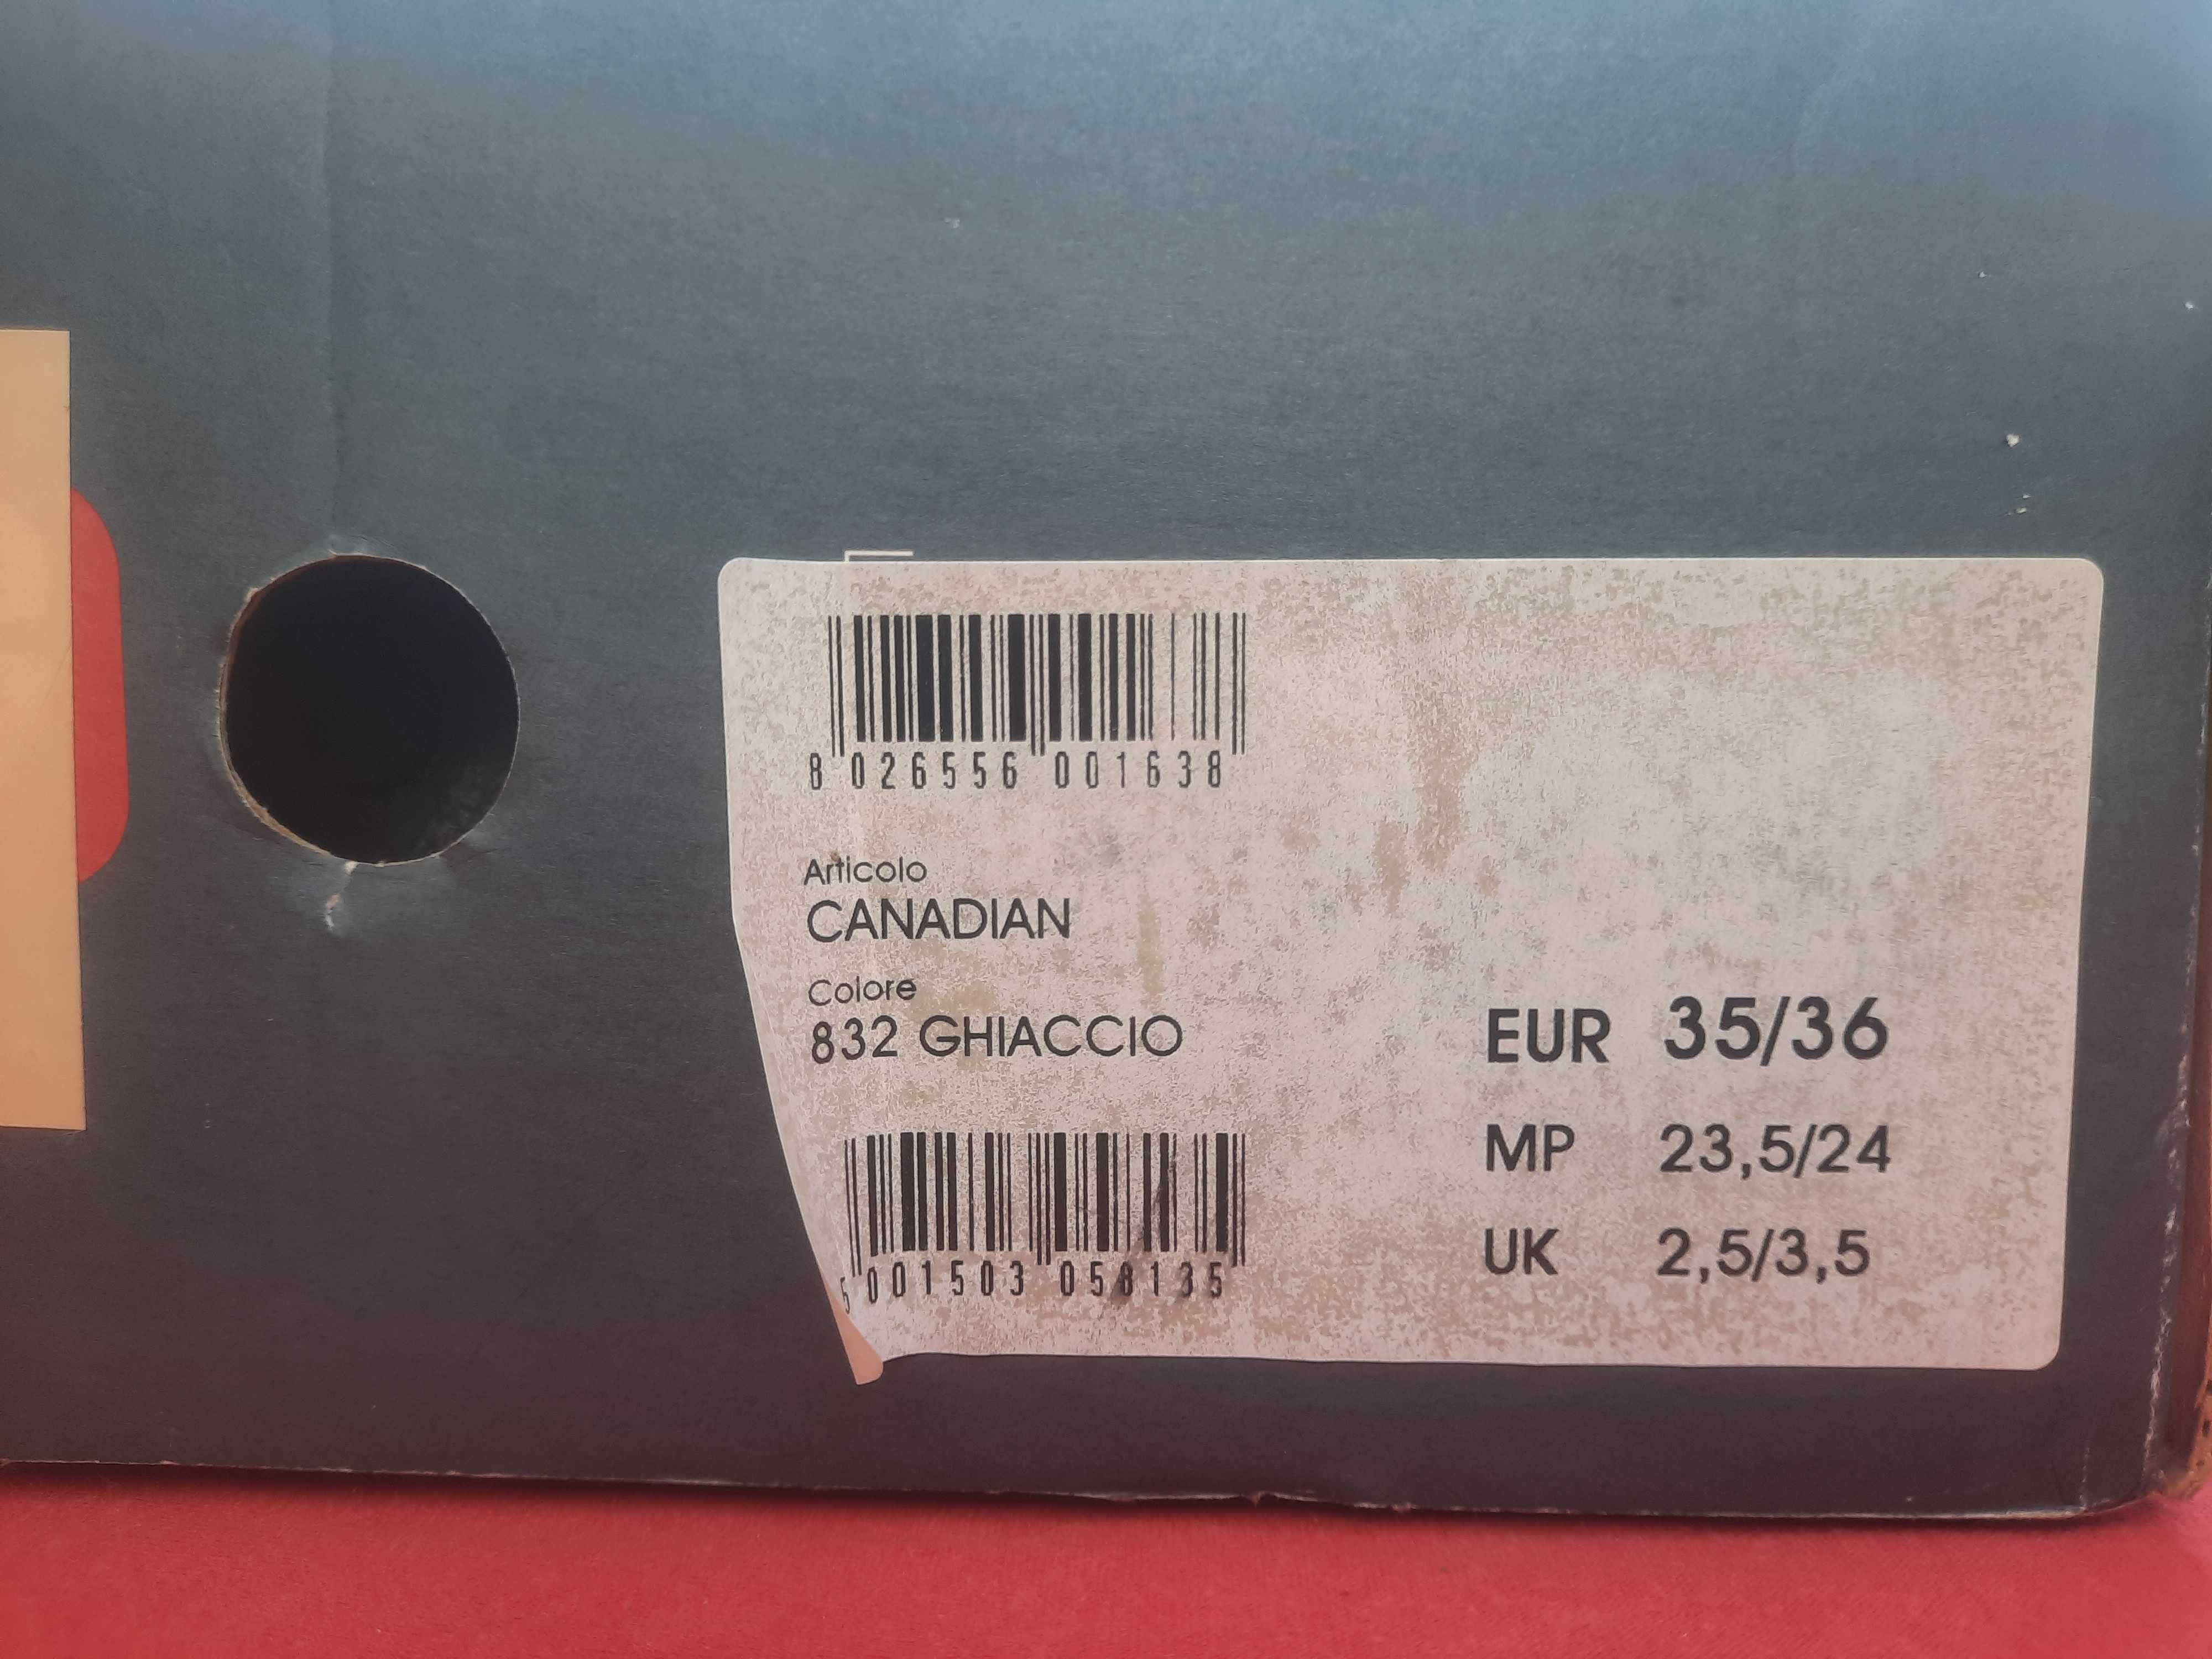 8 026556 001638
Articolo
CANADIAN
Colore
832 GHIACCIO
5 001503 058135
EUR 35/36
MP 23,5/24
UK 2,5/3,5